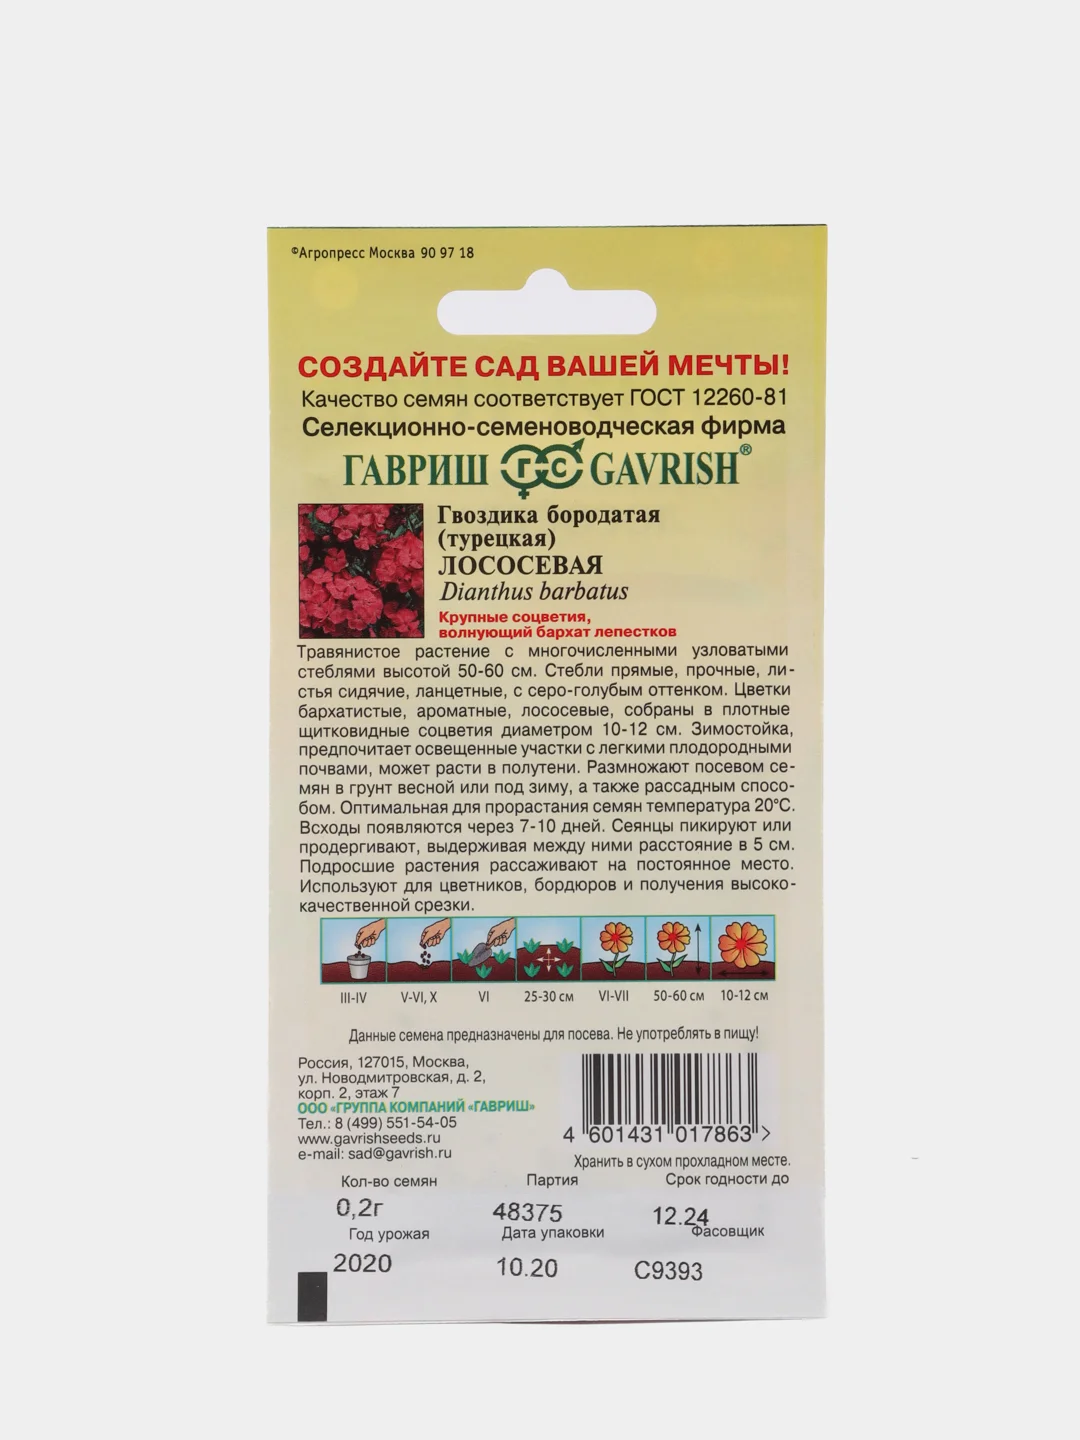 ©Агропресс Москва 90 97 18
СОЗДАЙТЕ САД ВАШЕЙ МЕЧТЫ!
Качество семян соответствует ГОСТ 12260-81
Селекционно-семеноводческая фирма
ГАВРИШ ГС GAVRISH®
Гвоздика бородатая
(турецкая)
ЛОСОСЕВАЯ
Dianthus barbatus
Крупные соцветия,
волнующий бархат лепестков
Травянистое растение с многочисленными узловатыми
стеблями высотой 50-60 см. Стебли прямые, прочные, ли-
стья сидячие, ланцетные, с серо-голубым оттенком. Цветки
бархатистые, ароматные, лососевые, собраны в плотные
щитковидные соцветия диаметром 10-12 см. Зимостойка,
предпочитает освещенные участки с легкими плодородными
почвами, может расти в полутени. Размножают посевом се-
мян в грунт весной или под зиму, а также рассадным спосо-
бом. Оптимальная для прорастания семян температура 20°С.
Всходы появляются через 7-10 дней. Сеянцы пикируют или
продергивают, выдерживая между ними расстояние в 5 см.
Подросшие растения рассаживают на постоянное место.
Используют для цветников, бордюров и получения высоко-
качественной срезки.
III-IV V-VI, X VI 25-30 см VI-VII 50-60 см 10-12 см
Данные семена предназначены для посева. Не употреблять в пищу!
Россия, 127015, Москва,
ул. Новодмитровская, д. 2,
корп. 2, этаж 7
ООО «ГРУППА КОМПАНИЙ «ГАВРИШ»
Тел.: 8 (499) 551-54-05
www.gavrishseeds.ru
e-mail: sad@gavrish.ru
4 601431 017863 >
Хранить в сухом прохладном месте.
Кол-во семян Партия Срок годности до
0,2г 48375 12.24
Год урожая Дата упаковки Фасовщик
2020 10.20 С9393